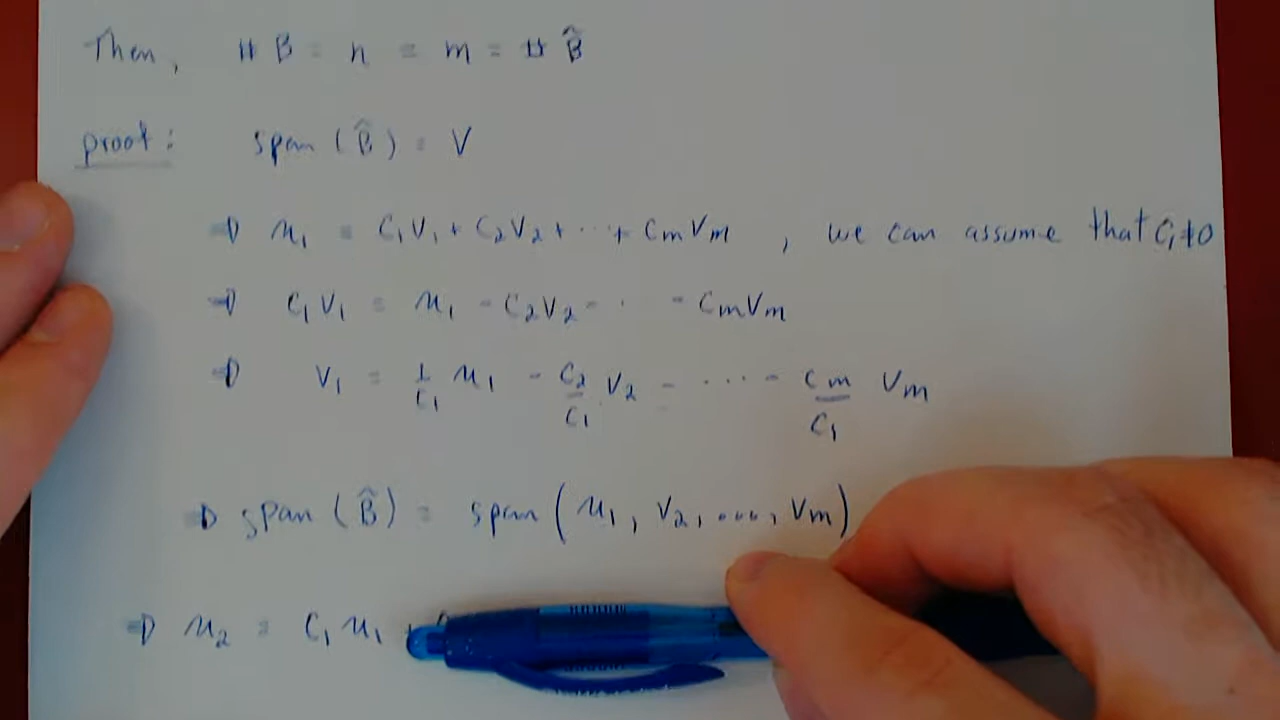 Then, # B = n = m = # B̂
proof: span (B̂) = V
⇒ u₁ = c₁v₁ + c₂v₂ + ··· + cₘvₘ , we can assume that c₁≠0
⇒ c₁v₁ = u₁ - c₂v₂ - ··· - cₘvₘ
⇒ v₁ = 1/c₁ u₁ - c₂/c₁ v₂ - ···· - cₘ/c₁ vₘ
⇒ span (B̂) = span (u₁, v₂, ...., vₘ)
⇒ u₂ = c₁u₁ +